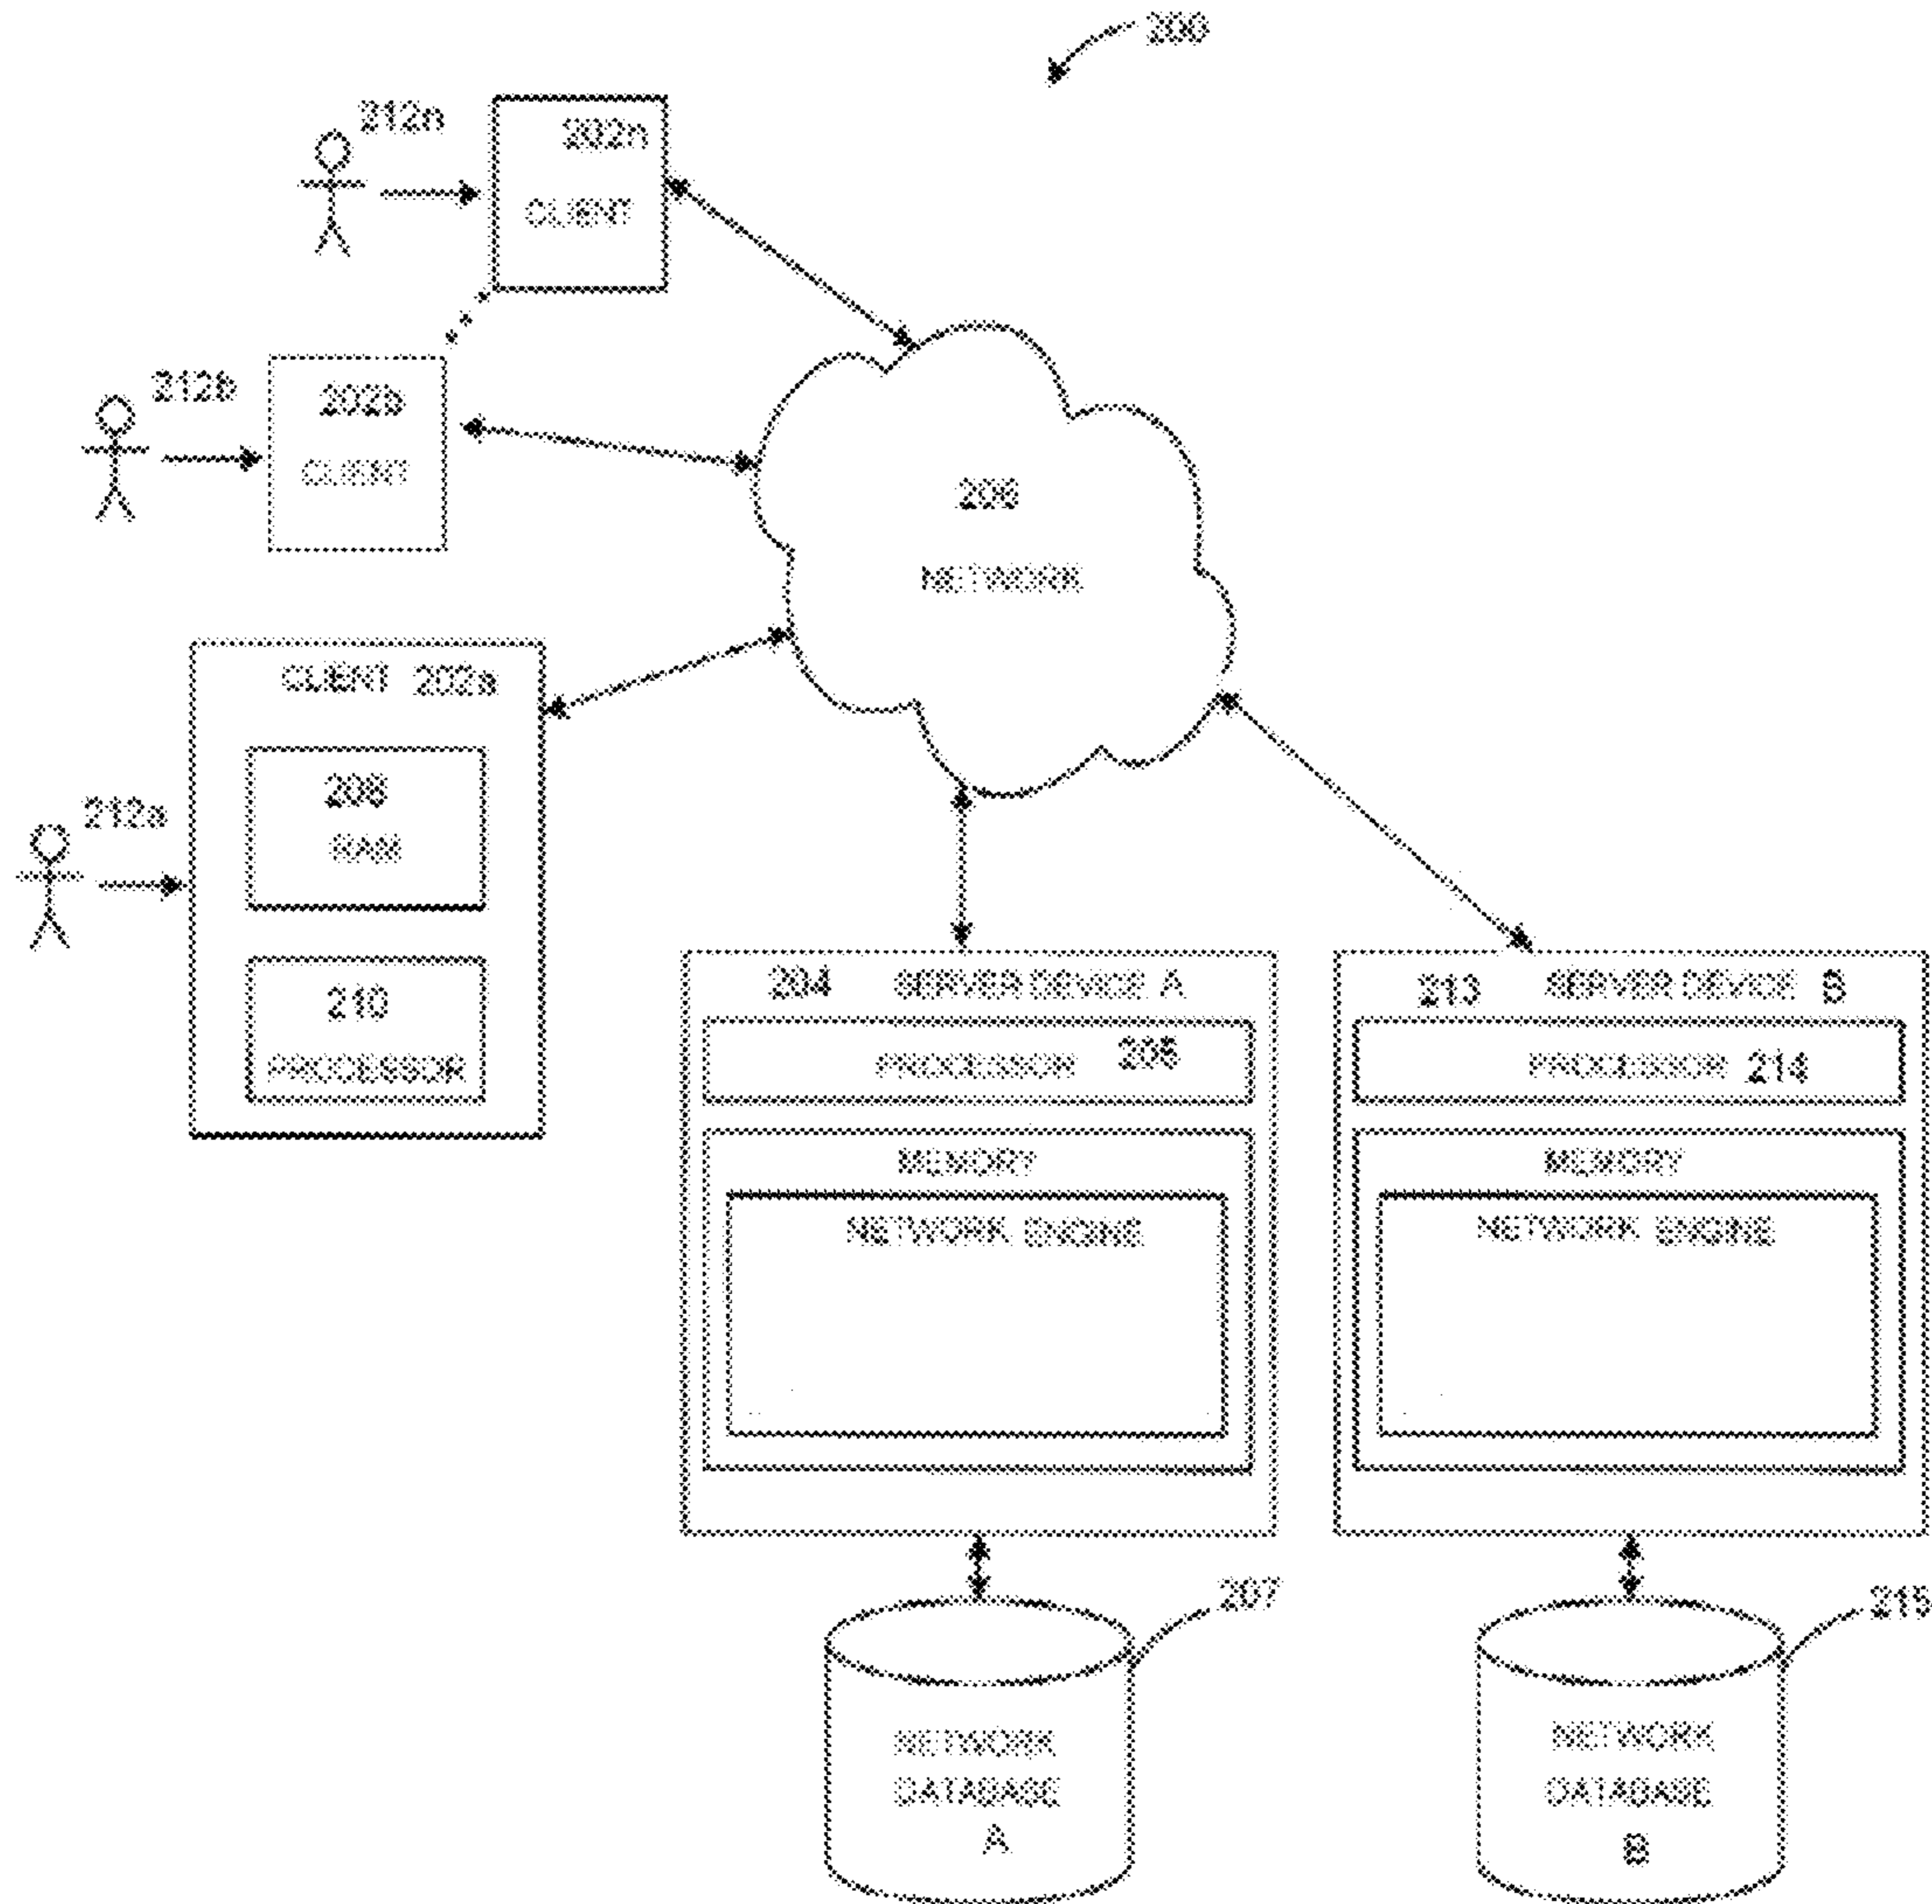 200
212n
202n
CLIENT
212b
202b
CLIENT
206
NETWORK
CLIENT 202a
208
RAM
212a
210
PROCESSOR
204 SERVER DEVICE A
PROCESSOR 205
MEMORY
NETWORK ENGINE
213 SERVER DEVICE B
PROCESSOR 214
MEMORY
NETWORK ENGINE
207
NETWORK
DATABASE
A
215
NETWORK
DATABASE
B